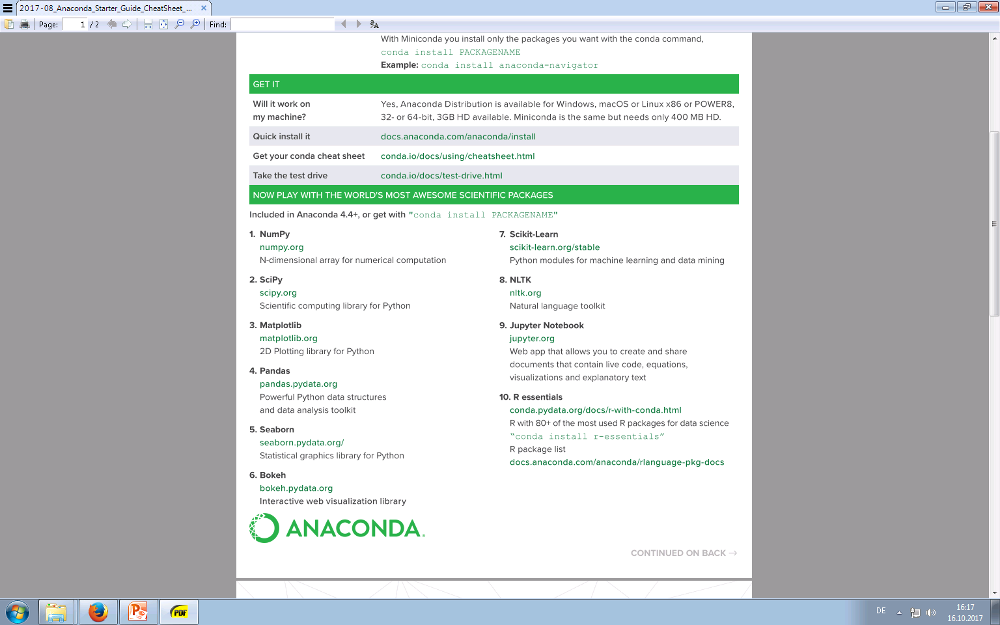 2017-08_Anaconda_Starter_Guide_CheatSheet_...
Page: 1 / 2 Find:
With Miniconda you install only the packages you want with the conda command,
conda install PACKAGENAME
Example: conda install anaconda-navigator
GET IT
Will it work on
my machine?
Yes, Anaconda Distribution is available for Windows, macOS or Linux x86 or POWER8,
32- or 64-bit, 3GB HD available. Miniconda is the same but needs only 400 MB HD.
Quick install it docs.anaconda.com/anaconda/install
Get your conda cheat sheet conda.io/docs/using/cheatsheet.html
Take the test drive conda.io/docs/test-drive.html
NOW PLAY WITH THE WORLD'S MOST AWESOME SCIENTIFIC PACKAGES
Included in Anaconda 4.4+, or get with "conda install PACKAGENAME"
1. NumPy
numpy.org
N-dimensional array for numerical computation
2. SciPy
scipy.org
Scientific computing library for Python
3. Matplotlib
matplotlib.org
2D Plotting library for Python
4. Pandas
pandas.pydata.org
Powerful Python data structures
and data analysis toolkit
5. Seaborn
seaborn.pydata.org/
Statistical graphics library for Python
6. Bokeh
bokeh.pydata.org
Interactive web visualization library
7. Scikit-Learn
scikit-learn.org/stable
Python modules for machine learning and data mining
8. NLTK
nltk.org
Natural language toolkit
9. Jupyter Notebook
jupyter.org
Web app that allows you to create and share
documents that contain live code, equations,
visualizations and explanatory text
10. R essentials
conda.pydata.org/docs/r-with-conda.html
R with 80+ of the most used R packages for data science
“conda install r-essentials”
R package list
docs.anaconda.com/anaconda/rlanguage-pkg-docs
ANACONDA®
CONTINUED ON BACK →
PDF
DE
16:17
16.10.2017